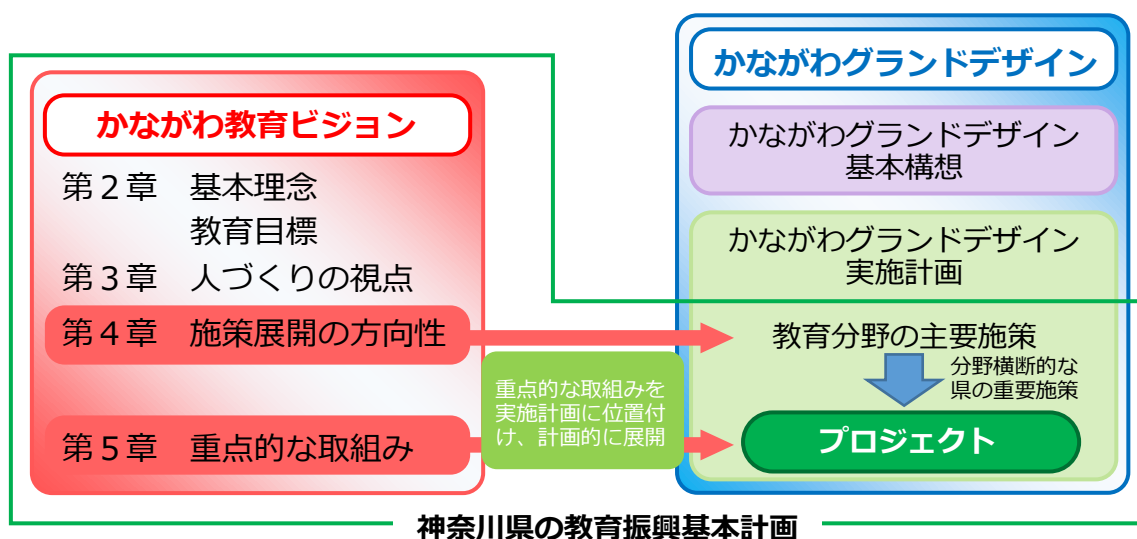 かながわ教育ビジョン
第２章　基本理念
教育目標
第３章　人づくりの視点
第４章　施策展開の方向性
第５章　重点的な取組み
重点的な取組みを
実施計画に位置付
け、計画的に展開
かながわグランドデザイン
かながわグランドデザイン
基本構想
かながわグランドデザイン
実施計画
教育分野の主要施策
分野横断的な
県の重要施策
プロジェクト
神奈川県の教育振興基本計画